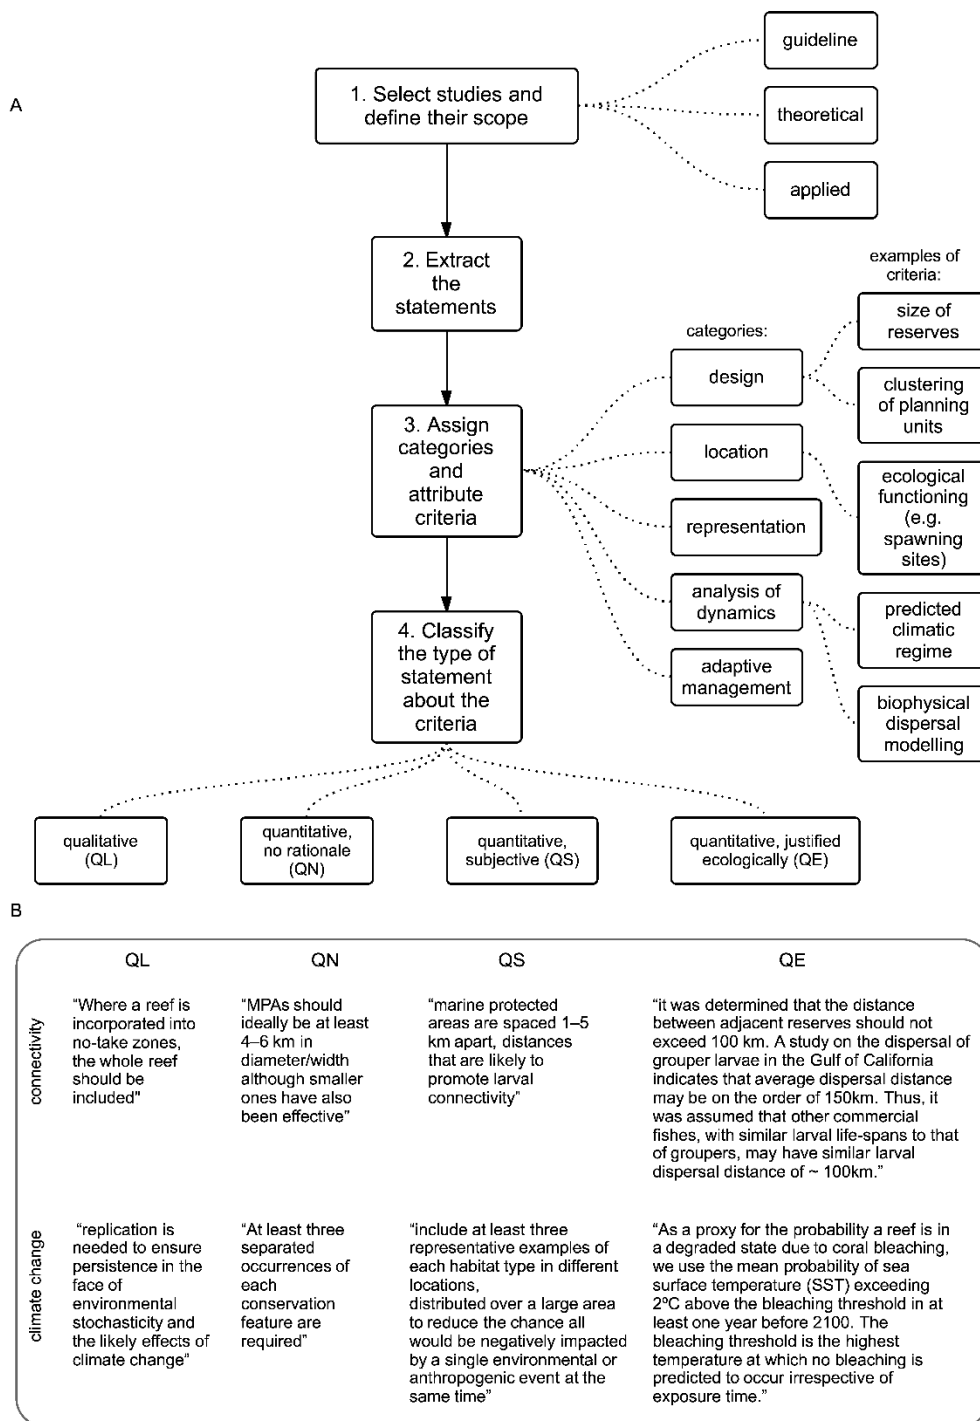 A
1. Select studies and
define their scope
guideline
theoretical
applied
2. Extract
the
statements
3. Assign
categories
and
attribute
criteria
categories:
design
location
representation
analysis of
dynamics
adaptive
management
examples of
criteria:
size of
reserves
clustering
of planning
units
ecological
functioning
(e.g.
spawning
sites)
predicted
climatic
regime
biophysical
dispersal
modelling
4. Classify
the type of
statement
about the
criteria
qualitative
(QL)
quantitative,
no rationale
(QN)
quantitative,
subjective (QS)
quantitative, justified
ecologically (QE)
B
QL
QN
QS
QE
connectivity
“Where a reef is
incorporated into
no-take zones,
the whole reef
should be
included”
“MPAs should
ideally be at least
4–6 km in
diameter/width
although smaller
ones have also
been effective”
“marine protected
areas are spaced 1–5
km apart, distances
that are likely to
promote larval
connectivity”
“it was determined that the distance
between adjacent reserves should not
exceed 100 km. A study on the dispersal of
grouper larvae in the Gulf of California
indicates that average dispersal distance
may be on the order of 150km. Thus, it
was assumed that other commercial
fishes, with similar larval life-spans to that
of groupers, may have similar larval
dispersal distance of ~ 100km.”
climate change
“replication is
needed to ensure
persistence in the
face of
environmental
stochasticity and
the likely effects of
climate change”
“At least three
separated
occurrences of
each
conservation
feature are
required”
“include at least three
representative examples of
each habitat type in different
locations,
distributed over a large area
to reduce the chance all
would be negatively impacted
by a single environmental or
anthropogenic event at the
same time”
“As a proxy for the probability a reef is in
a degraded state due to coral bleaching,
we use the mean probability of sea
surface temperature (SST) exceeding
2ºC above the bleaching threshold in at
least one year before 2100. The
bleaching threshold is the highest
temperature at which no bleaching is
predicted to occur irrespective of
exposure time.”